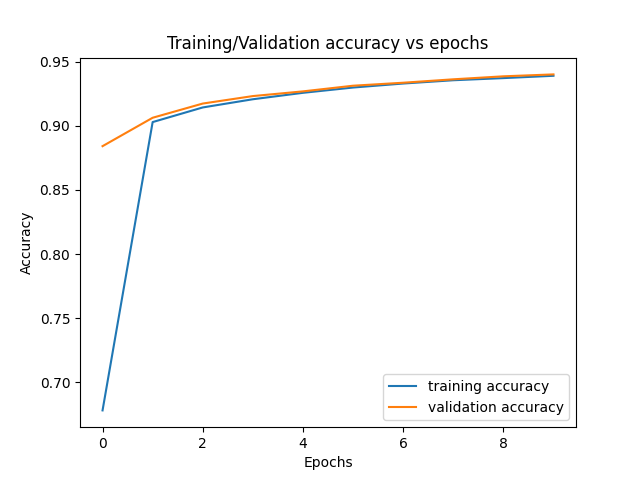 Training/Validation accuracy vs epochs
0.95
0.90
0.85
0.80
0.75
0.70
Accuracy
training accuracy
validation accuracy
0 2 4 6 8
Epochs